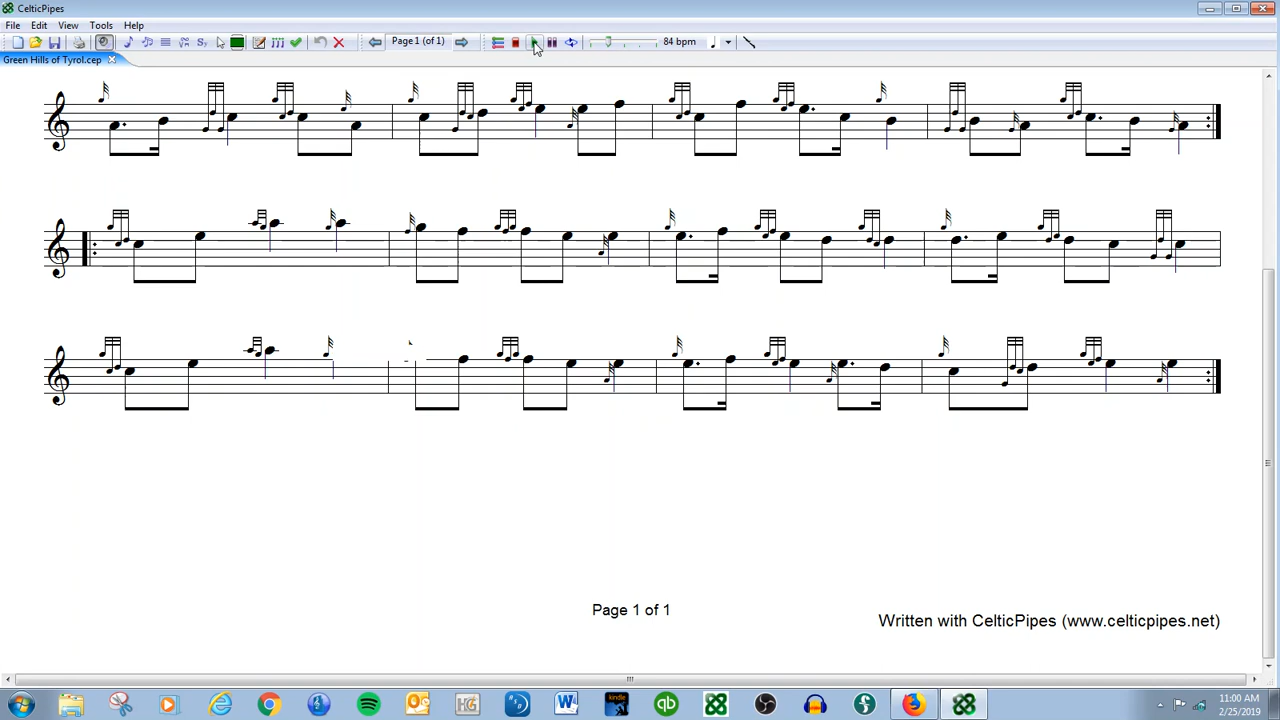 CelticPipes
File Edit View Tools Help
Page 1 (of 1) 84 bpm
Green Hills of Tyrol.cep
Page 1 of 1
Written with CelticPipes (www.celticpipes.net)
11:00 AM
2/25/2019